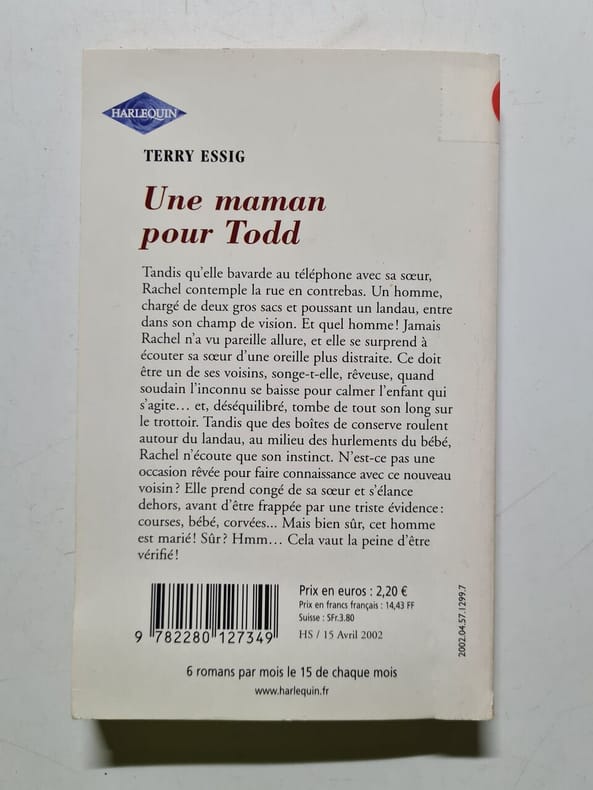 HARLEQUIN
TERRY ESSIG
Une maman
pour Todd
Tandis qu'elle bavarde au téléphone avec sa sœur,
Rachel contemple la rue en contrebas. Un homme,
chargé de deux gros sacs et poussant un landau, entre
dans son champ de vision. Et quel homme ! Jamais
Rachel n'a vu pareille allure, et elle se surprend à
écouter sa sœur d'une oreille plus distraite. Ce doit
être un de ses voisins, songe-t-elle, rêveuse, quand
soudain l'inconnu se baisse pour calmer l'enfant qui
s'agite… et, déséquilibré, tombe de tout son long sur
le trottoir. Tandis que des boîtes de conserve roulent
autour du landau, au milieu des hurlements du bébé,
Rachel n'écoute que son instinct. N'est-ce pas une
occasion rêvée pour faire connaissance avec ce nouveau
voisin ? Elle prend congé de sa sœur et s'élance
dehors, avant d'être frappée par une triste évidence :
courses, bébé, corvées... Mais bien sûr, cet homme
est marié ! Sûr ? Hmm… Cela vaut la peine d'être
vérifié !
9 782280 127349
Prix en euros : 2,20 €
Prix en francs français : 14,43 FF
Suisse : SFr.3.80
HS / 15 Avril 2002
2002.04.57.1299.7
6 romans par mois le 15 de chaque mois
www.harlequin.fr